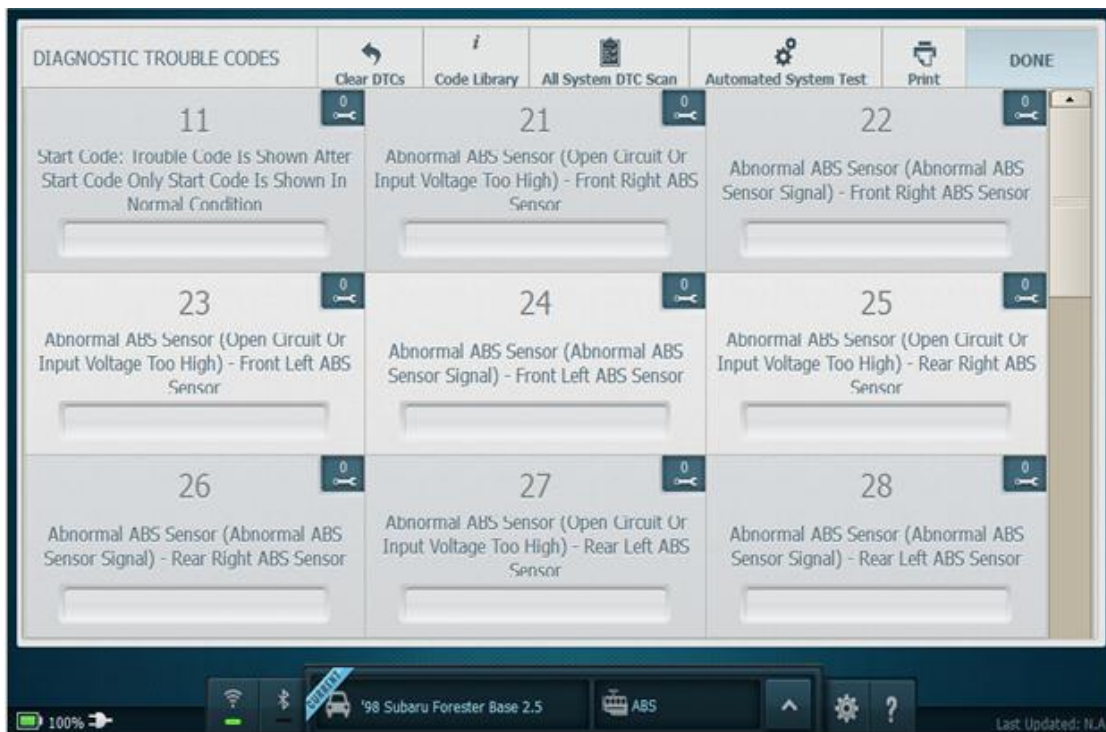 DIAGNOSTIC TROUBLE CODES
Clear DTCs
i
Code Library
All System DTC Scan
Automated System Test
Print
DONE
11
0
Start Code: Trouble Code Is Shown After
Start Code Only Start Code Is Shown In
Normal Condition
21
0
Abnormal ABS Sensor (Open Circuit Or
Input Voltage Too High) - Front Right ABS
Sensor
22
0
Abnormal ABS Sensor (Abnormal ABS
Sensor Signal) - Front Right ABS Sensor
23
0
Abnormal ABS Sensor (Open Circuit Or
Input Voltage Too High) - Front Left ABS
Sensor
24
0
Abnormal ABS Sensor (Abnormal ABS
Sensor Signal) - Front Left ABS Sensor
25
0
Abnormal ABS Sensor (Open Circuit Or
Input Voltage Too High) - Rear Right ABS
Sensor
26
0
Abnormal ABS Sensor (Abnormal ABS
Sensor Signal) - Rear Right ABS Sensor
27
0
Abnormal ABS Sensor (Open Circuit Or
Input Voltage Too High) - Rear Left ABS
Sensor
28
0
Abnormal ABS Sensor (Abnormal ABS
Sensor Signal) - Rear Left ABS Sensor
100%
CURRENT
'98 Subaru Forester Base 2.5
ABS
?
Last Updated: N.A